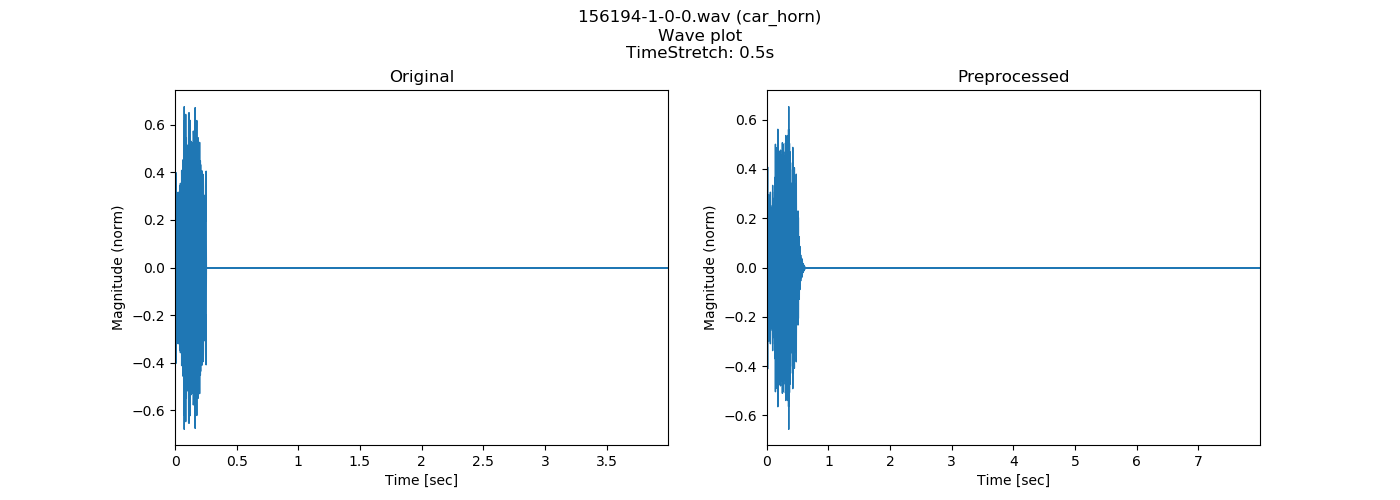 156194-1-0-0.wav (car_horn)
Wave plot
TimeStretch: 0.5s
Original
Magnitude (norm)
0.6
0.4
0.2
0.0
−0.2
−0.4
−0.6
0 0.5 1 1.5 2 2.5 3 3.5
Time [sec]
Preprocessed
Magnitude (norm)
0.6
0.4
0.2
0.0
−0.2
−0.4
−0.6
0 1 2 3 4 5 6 7
Time [sec]